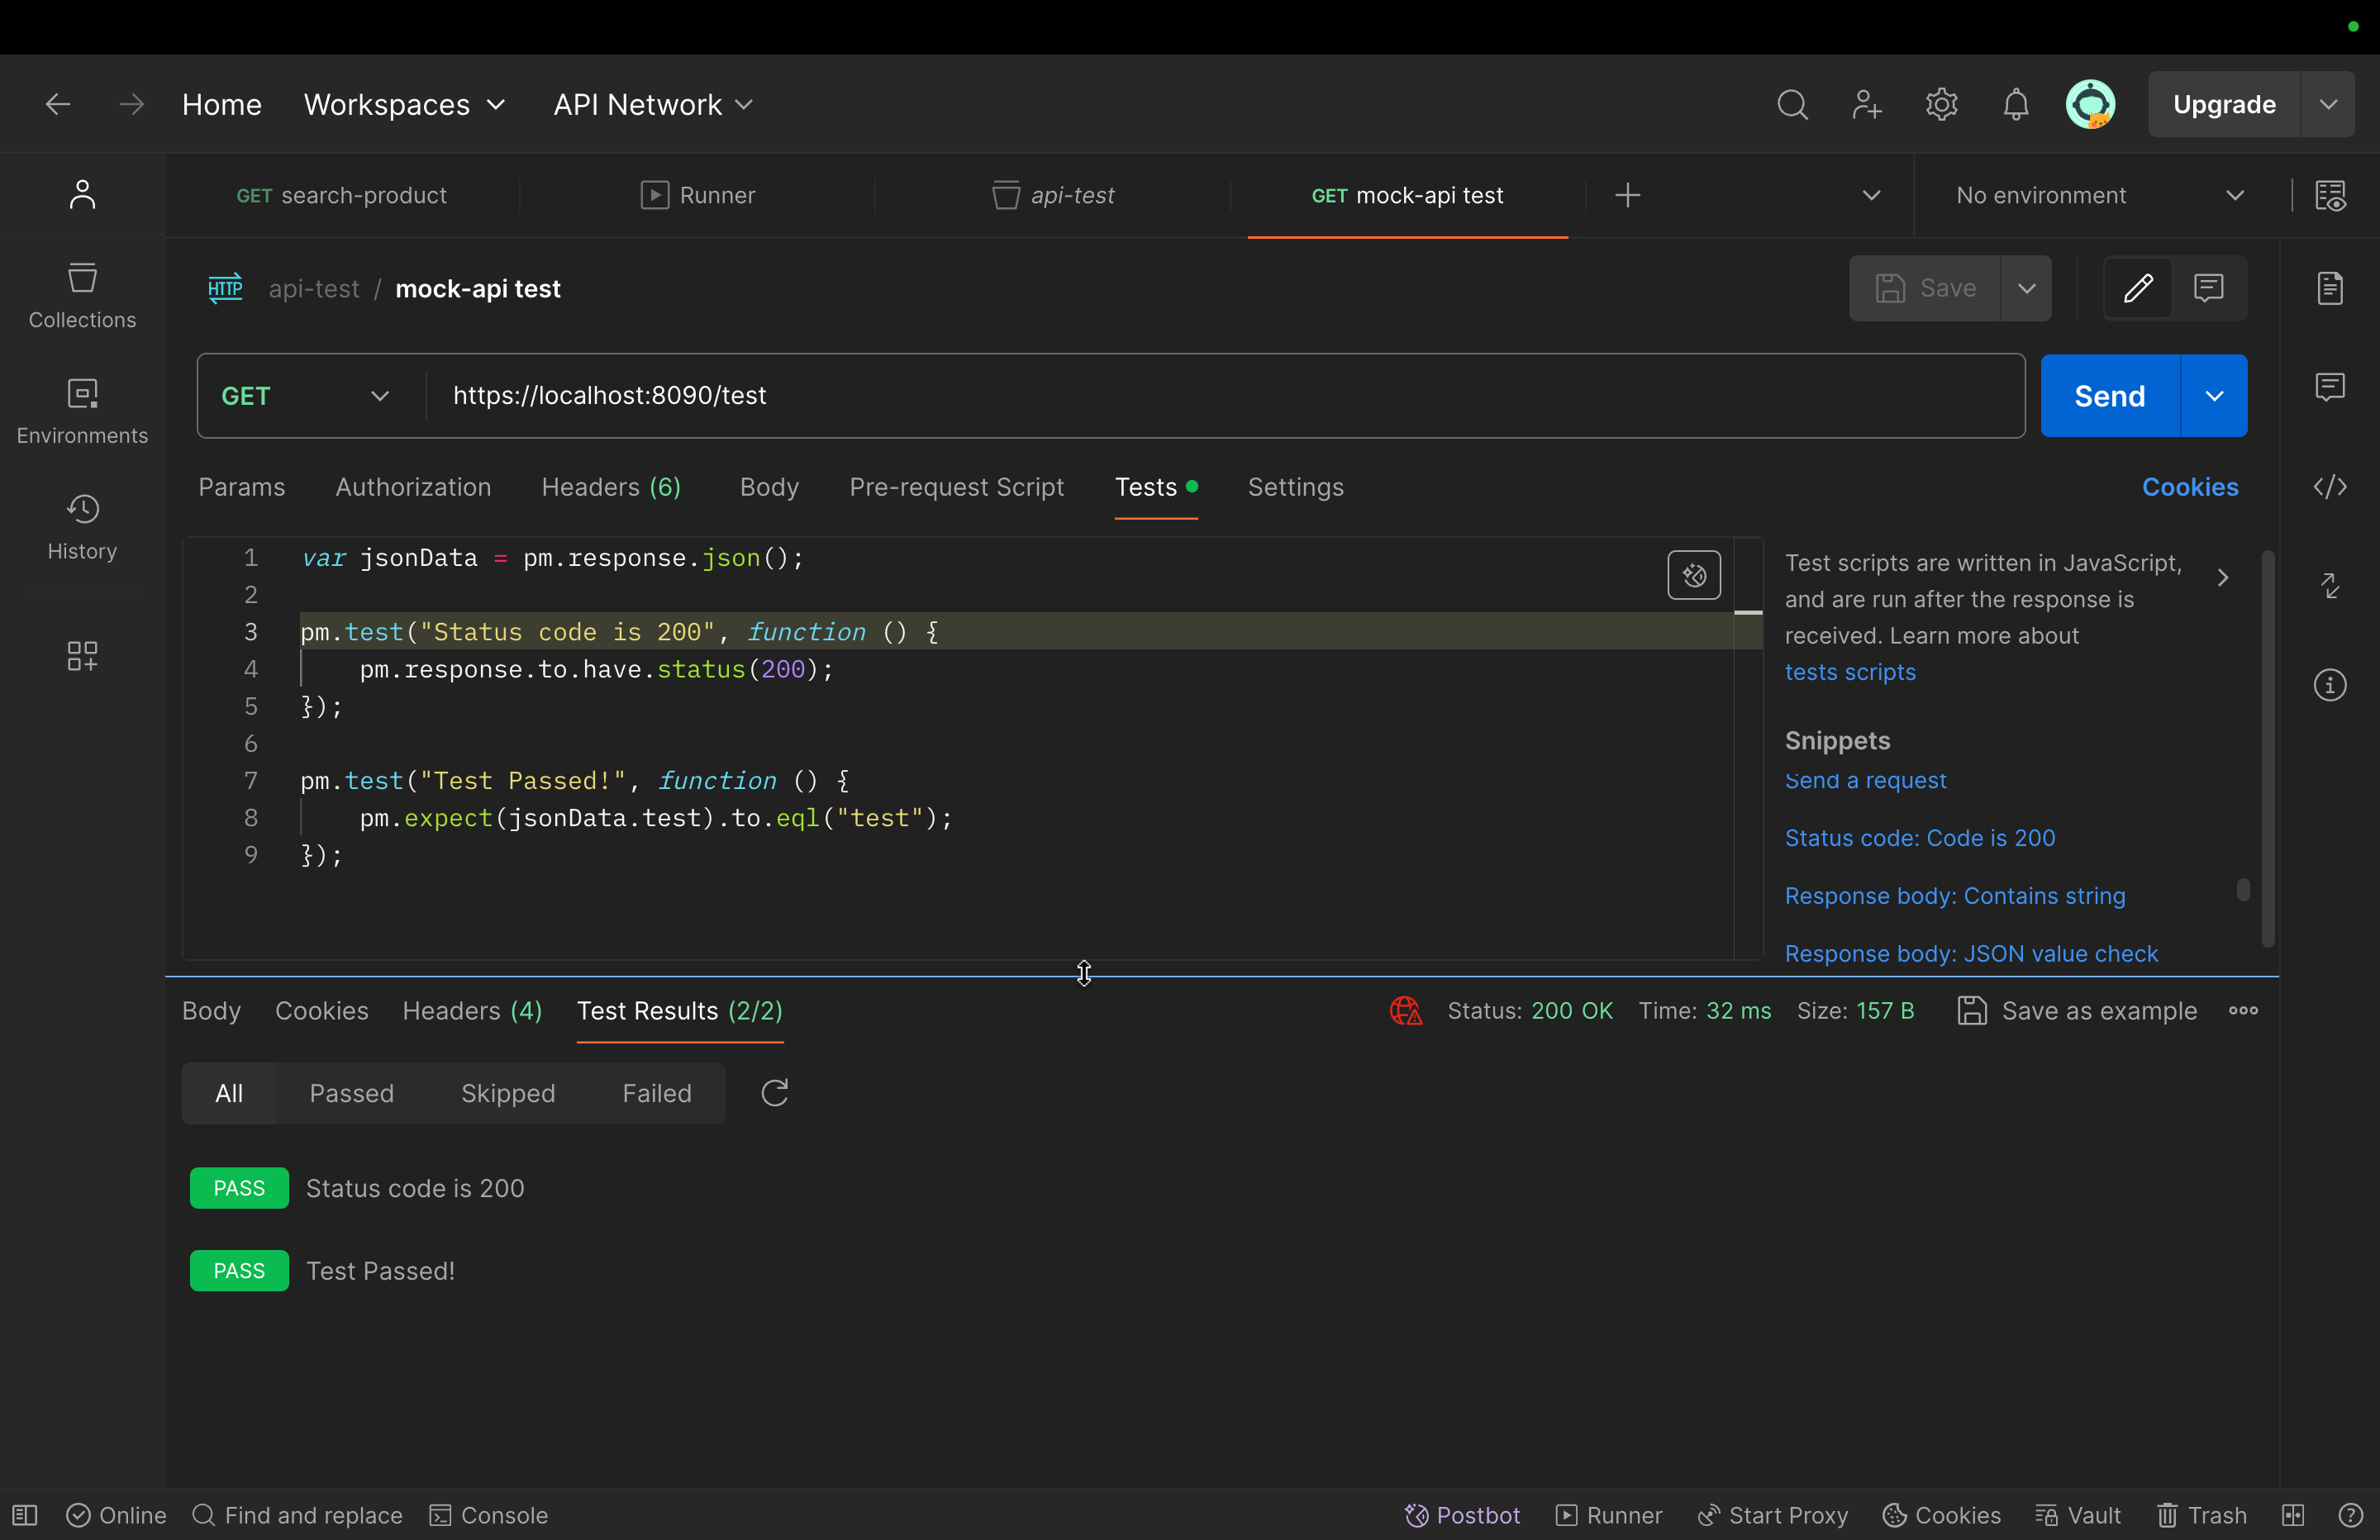 Home Workspaces API Network Upgrade
GET search-product Runner api-test GET mock-api test No environment
HTTP api-test / mock-api test Save
Collections
Environments
History
GET https://localhost:8090/test Send
Params Authorization Headers (6) Body Pre-request Script Tests Settings Cookies
1 var jsonData = pm.response.json();
2
3 pm.test("Status code is 200", function () {
4 pm.response.to.have.status(200);
5 });
6
7 pm.test("Test Passed!", function () {
8 pm.expect(jsonData.test).to.eql("test");
9 });
Test scripts are written in JavaScript,
and are run after the response is
received. Learn more about
tests scripts
Snippets
Send a request
Status code: Code is 200
Response body: Contains string
Response body: JSON value check
Body Cookies Headers (4) Test Results (2/2) Status: 200 OK Time: 32 ms Size: 157 B Save as example
All Passed Skipped Failed
PASS Status code is 200
PASS Test Passed!
Online Find and replace Console Postbot Runner Start Proxy Cookies Vault Trash